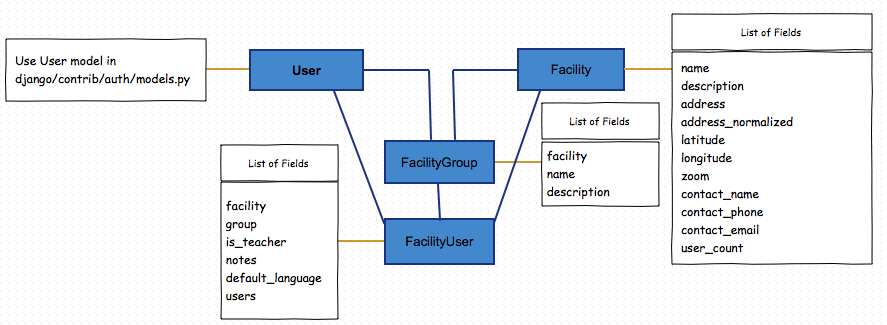 Use User model in
django/contrib/auth/models.py
User
Facility
List of Fields
name
description
address
address_normalized
latitude
longitude
zoom
contact_name
contact_phone
contact_email
user_count
FacilityGroup
List of Fields
facility
name
description
List of Fields
facility
group
is_teacher
notes
default_language
users
FacilityUser